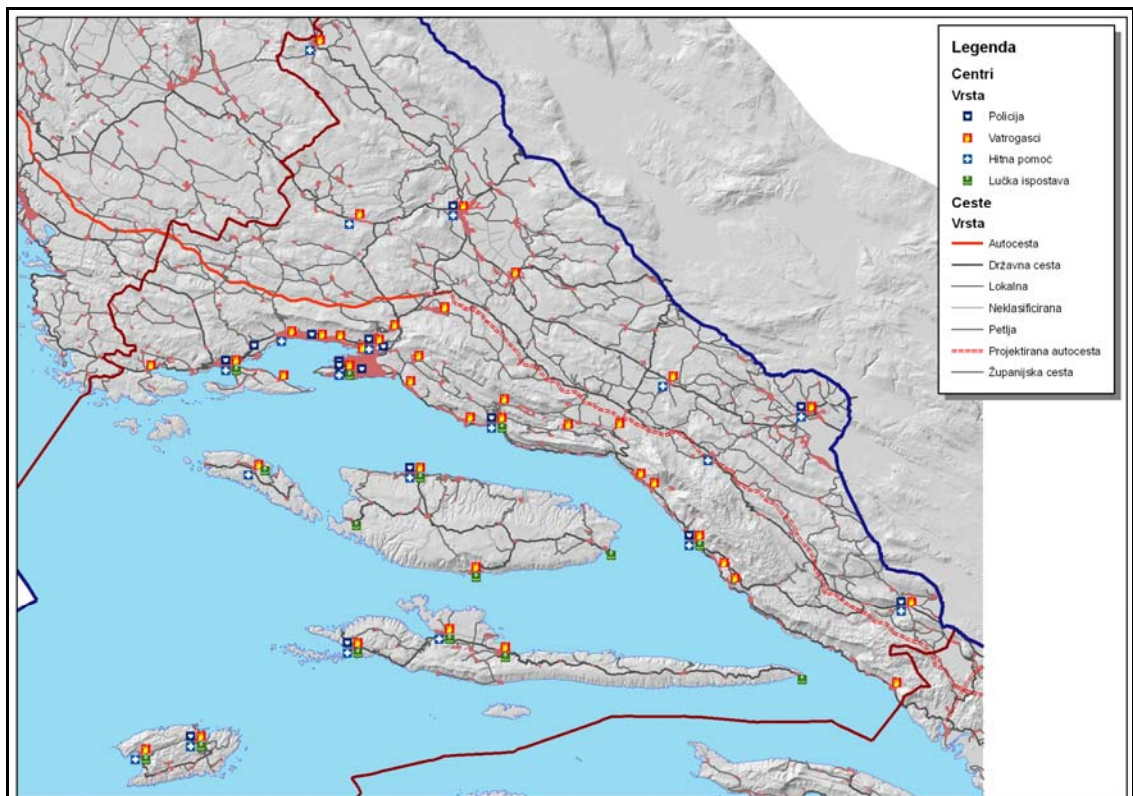 Legenda
Centri
Vrsta
Policija
Vatrogasci
Hitna pomoć
Lučka ispostava
Ceste
Vrsta
Autocesta
Državna cesta
Lokalna
Neklasificirana
Petlja
Projektirana autocesta
Županijska cesta